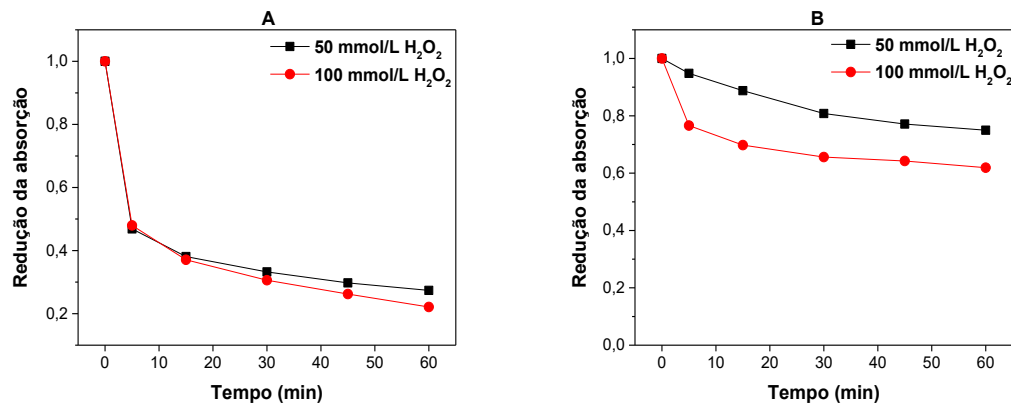 A
50 mmol/L H₂O₂
100 mmol/L H₂O₂
1,0
0,8
0,6
0,4
0,2
Redução da absorção
0 10 20 30 40 50 60
Tempo (min)
B
50 mmol/L H₂O₂
100 mmol/L H₂O₂
1,0
0,8
0,6
0,4
0,2
0,0
Redução da absorção
0 10 20 30 40 50 60
Tempo (min)